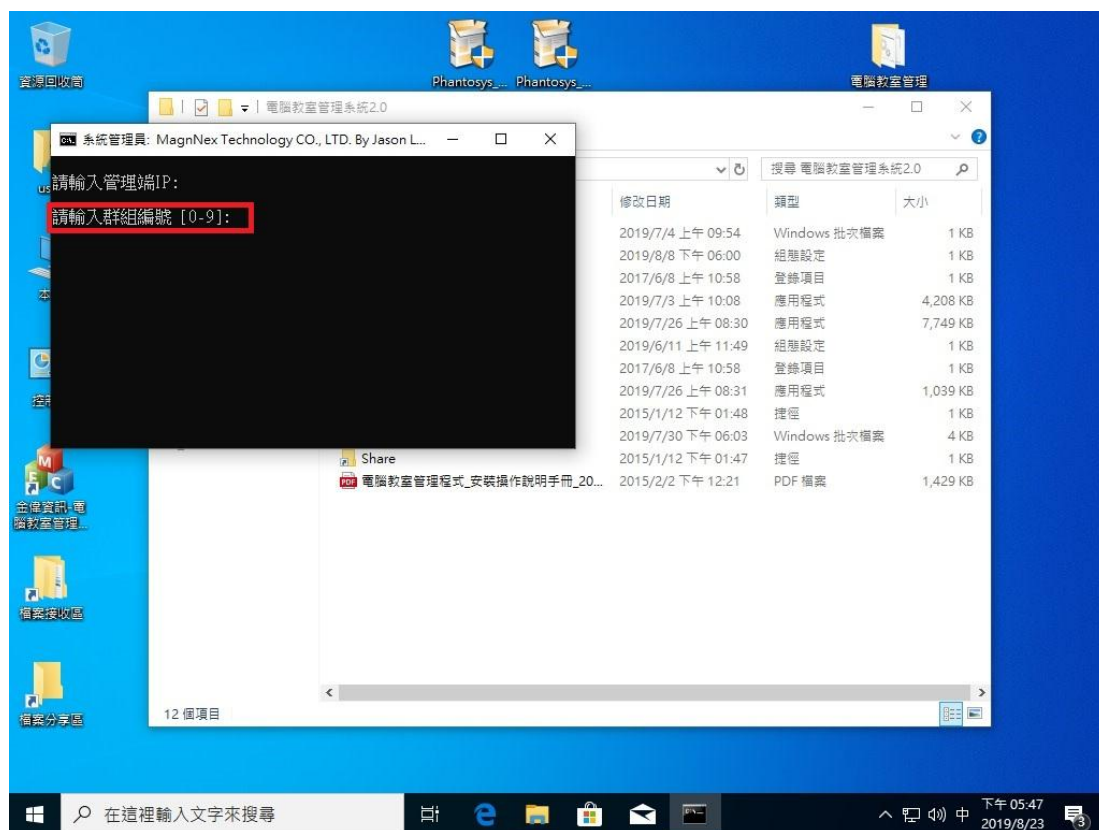 資源回收筒
Phantosys_...
Phantosys_...
電腦教室管理
電腦教室管理系統2.0
系統管理員: MagnNex Technology CO., LTD. By Jason L...
請輸入管理端IP:
請輸入群組編號 [0-9]:
搜尋 電腦教室管理系統2.0
修改日期 類型 大小
2019/7/4 上午 09:54 Windows 批次檔案 1 KB
2019/8/8 下午 06:00 組態設定 1 KB
2017/6/8 上午 10:58 登錄項目 1 KB
2019/7/3 上午 10:08 應用程式 4,208 KB
2019/7/26 上午 08:30 應用程式 7,749 KB
2019/6/11 上午 11:49 組態設定 1 KB
2017/6/8 上午 10:58 登錄項目 1 KB
2019/7/26 上午 08:31 應用程式 1,039 KB
2015/1/12 下午 01:48 捷徑 1 KB
2019/7/30 下午 06:03 Windows 批次檔案 4 KB
Share 2015/1/12 下午 01:47 捷徑 1 KB
電腦教室管理程式_安裝操作說明手冊_20... 2015/2/2 下午 12:21 PDF 檔案 1,429 KB
us
本
控制
金偉資訊-電
腦教室管理...
檔案接收區
檔案分享區
12 個項目
在這裡輸入文字來搜尋
中
下午 05:47
2019/8/23
3